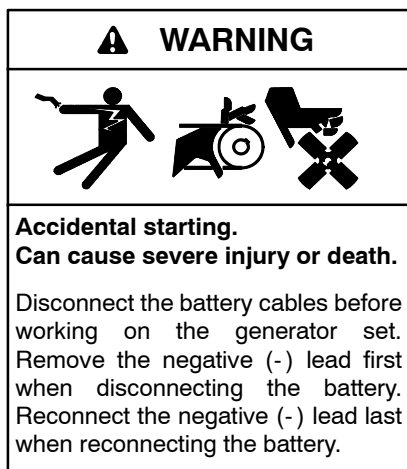 WARNING
Accidental starting.
Can cause severe injury or death.
Disconnect the battery cables before
working on the generator set.
Remove the negative (-) lead first
when disconnecting the battery.
Reconnect the negative (-) lead last
when reconnecting the battery.